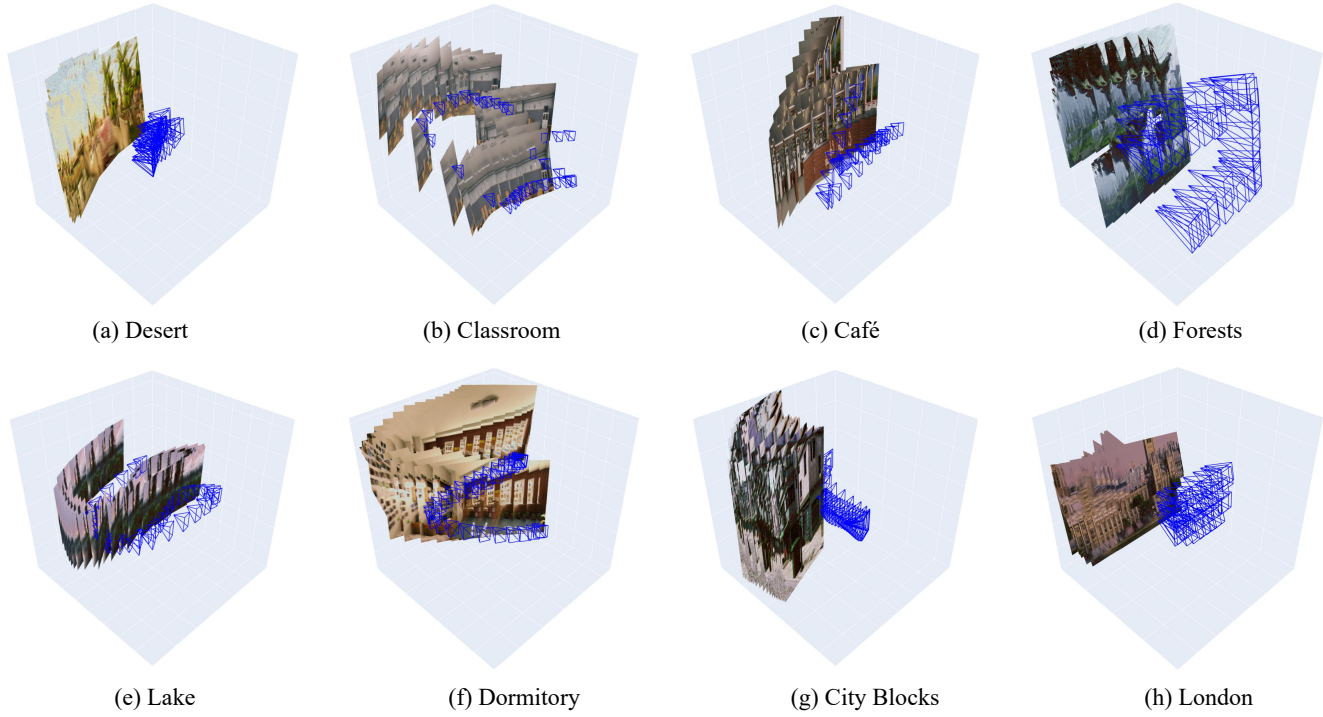 (a) Desert
(b) Classroom
(c) Café
(d) Forests
(e) Lake
(f) Dormitory
(g) City Blocks
(h) London